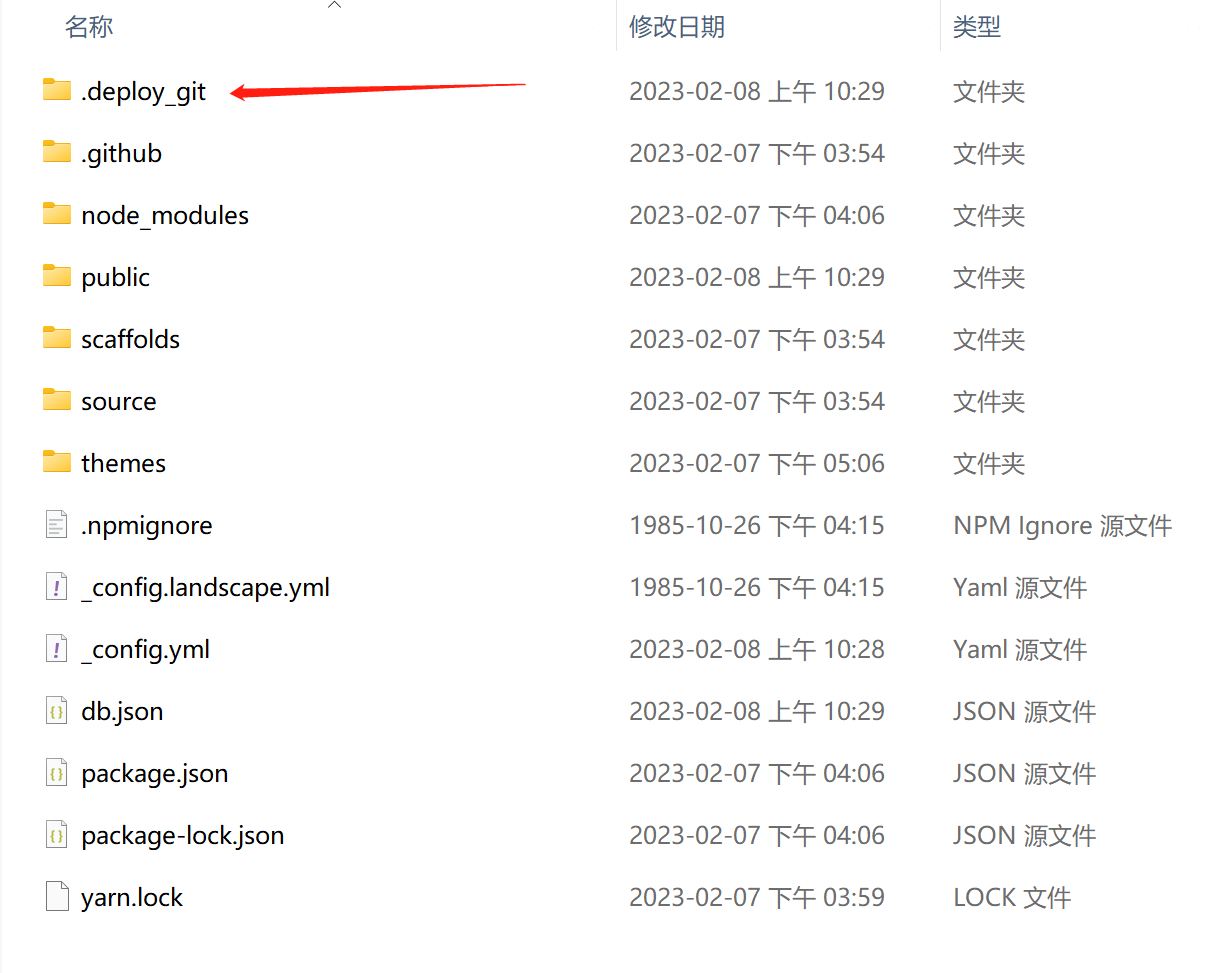 名称 修改日期 类型
.deploy_git 2023-02-08 上午 10:29 文件夹
.github 2023-02-07 下午 03:54 文件夹
node_modules 2023-02-07 下午 04:06 文件夹
public 2023-02-08 上午 10:29 文件夹
scaffolds 2023-02-07 下午 03:54 文件夹
source 2023-02-07 下午 03:54 文件夹
themes 2023-02-07 下午 05:06 文件夹
.npmignore 1985-10-26 下午 04:15 NPM Ignore 源文件
_config.landscape.yml 1985-10-26 下午 04:15 Yaml 源文件
_config.yml 2023-02-08 上午 10:28 Yaml 源文件
db.json 2023-02-08 上午 10:29 JSON 源文件
package.json 2023-02-07 下午 04:06 JSON 源文件
package-lock.json 2023-02-07 下午 04:06 JSON 源文件
yarn.lock 2023-02-07 下午 03:59 LOCK 文件